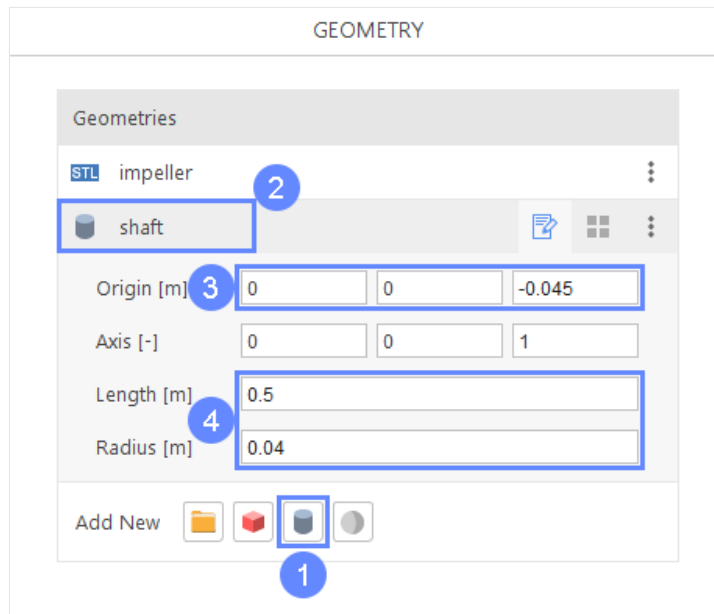 GEOMETRY
Geometries
STL impeller
2
shaft
Origin [m] 3 0 0 -0.045
Axis [-] 0 0 1
Length [m] 0.5
4
Radius [m] 0.04
Add New
1